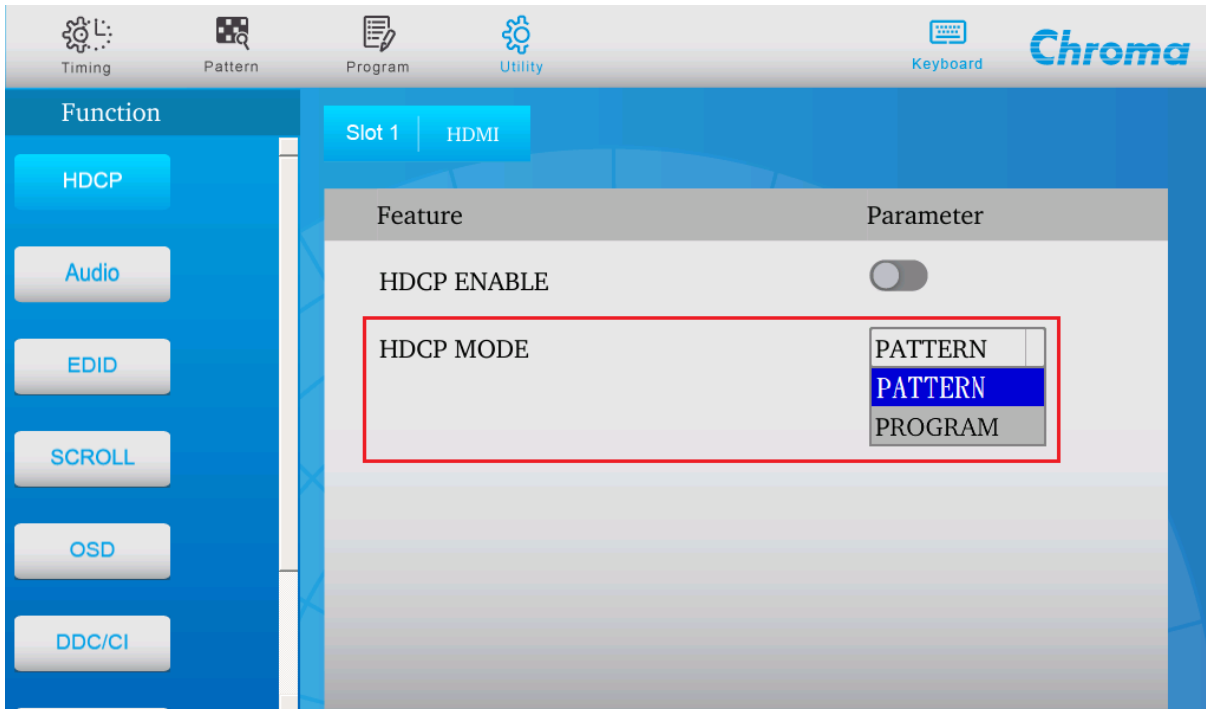 Timing Pattern Program Utility Keyboard Chroma
Function
Slot 1 HDMI
HDCP
Feature Parameter
Audio
HDCP ENABLE
HDCP MODE PATTERN
EDID
PATTERN
PROGRAM
SCROLL
OSD
DDC/CI